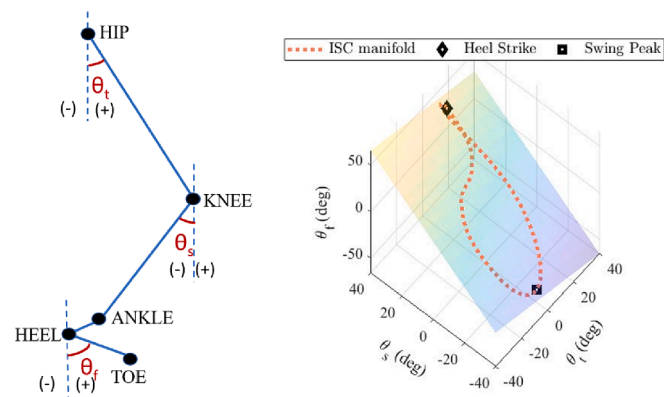 HIP
θt
(-) (+)
KNEE
θs
(-) (+)
ANKLE
HEEL
θf
(-) (+)
TOE
ISC manifold Heel Strike Swing Peak
50
0
-50
θf (deg)
40
20
0
-20
-40
θs (deg)
40
20
0
-20
-40
θt (deg)